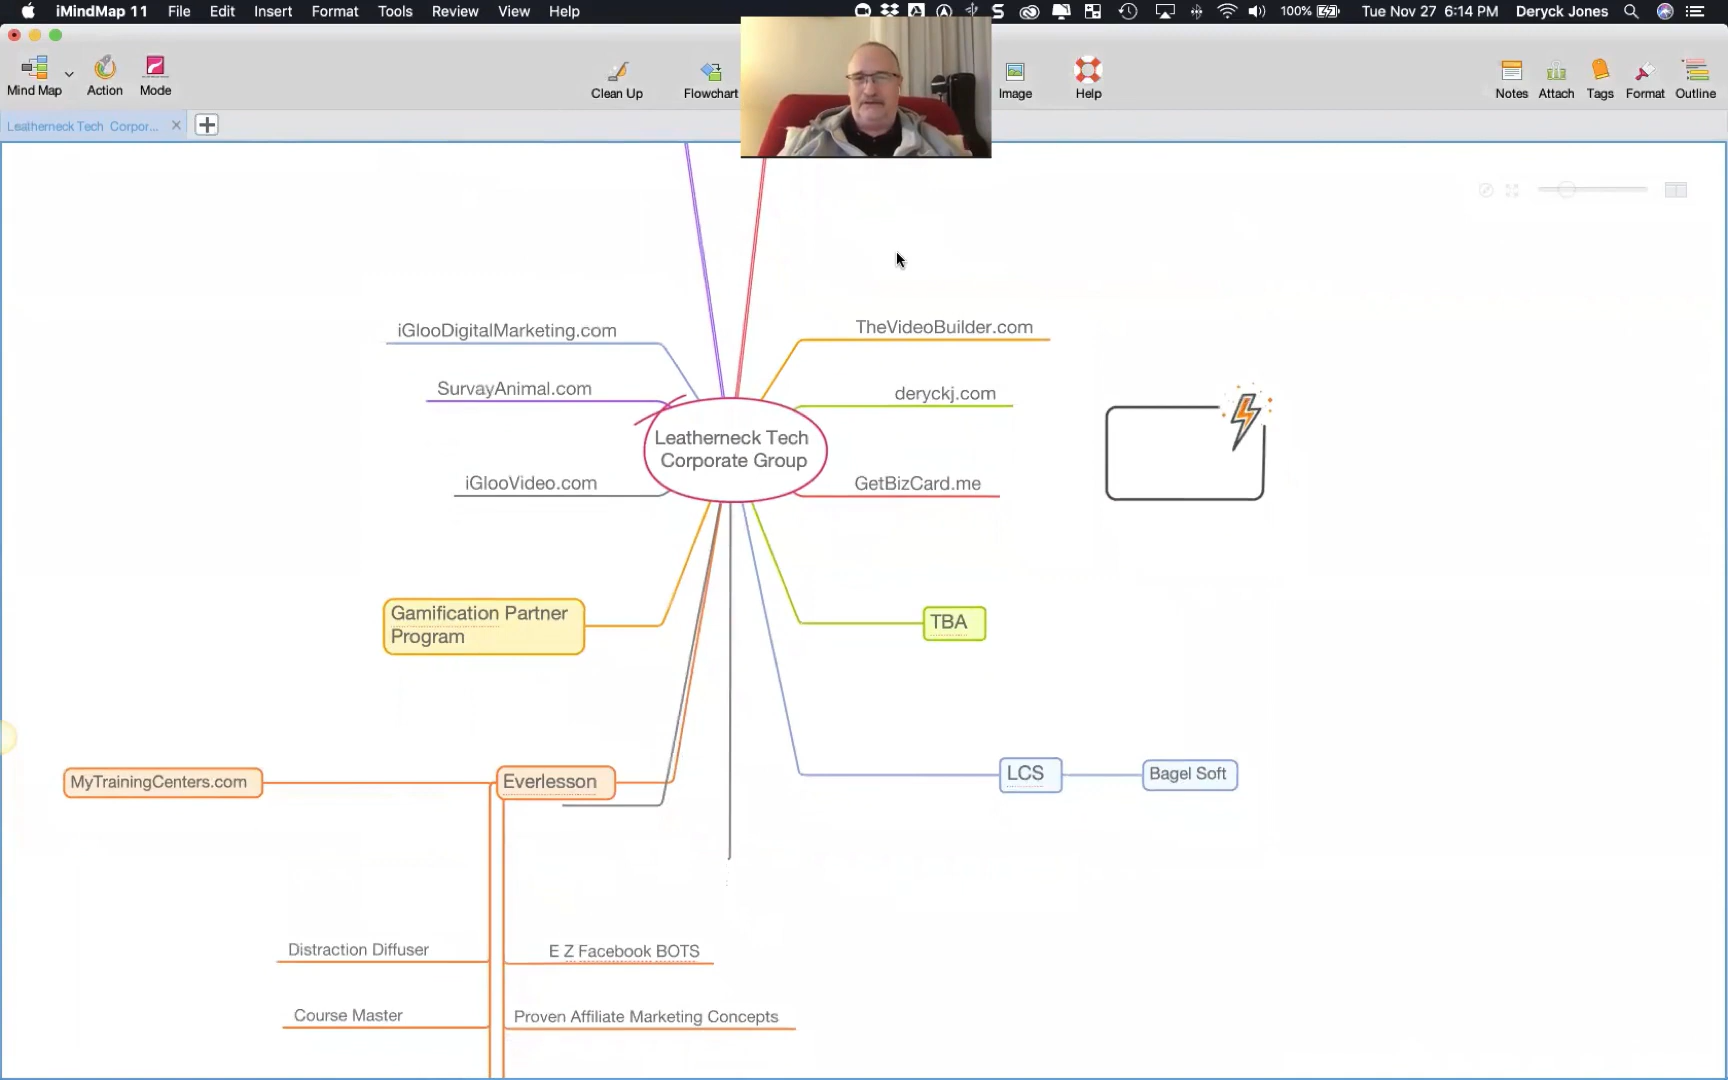 iMindMap 11 File Edit Insert Format Tools Review View Help 100% Tue Nov 27 6:14 PM Deryck Jones
Mind Map Action Mode Clean Up Flowchart Image Help Notes Attach Tags Format Outline
Leatherneck Tech Corpor...
iGlooDigitalMarketing.com
TheVideoBuilder.com
SurvayAnimal.com
deryckj.com
Leatherneck Tech
Corporate Group
iGlooVideo.com
GetBizCard.me
Gamification Partner
Program
TBA
MyTrainingCenters.com
Everlesson
LCS
Bagel Soft
Distraction Diffuser
E Z Facebook BOTS
Course Master
Proven Affiliate Marketing Concepts